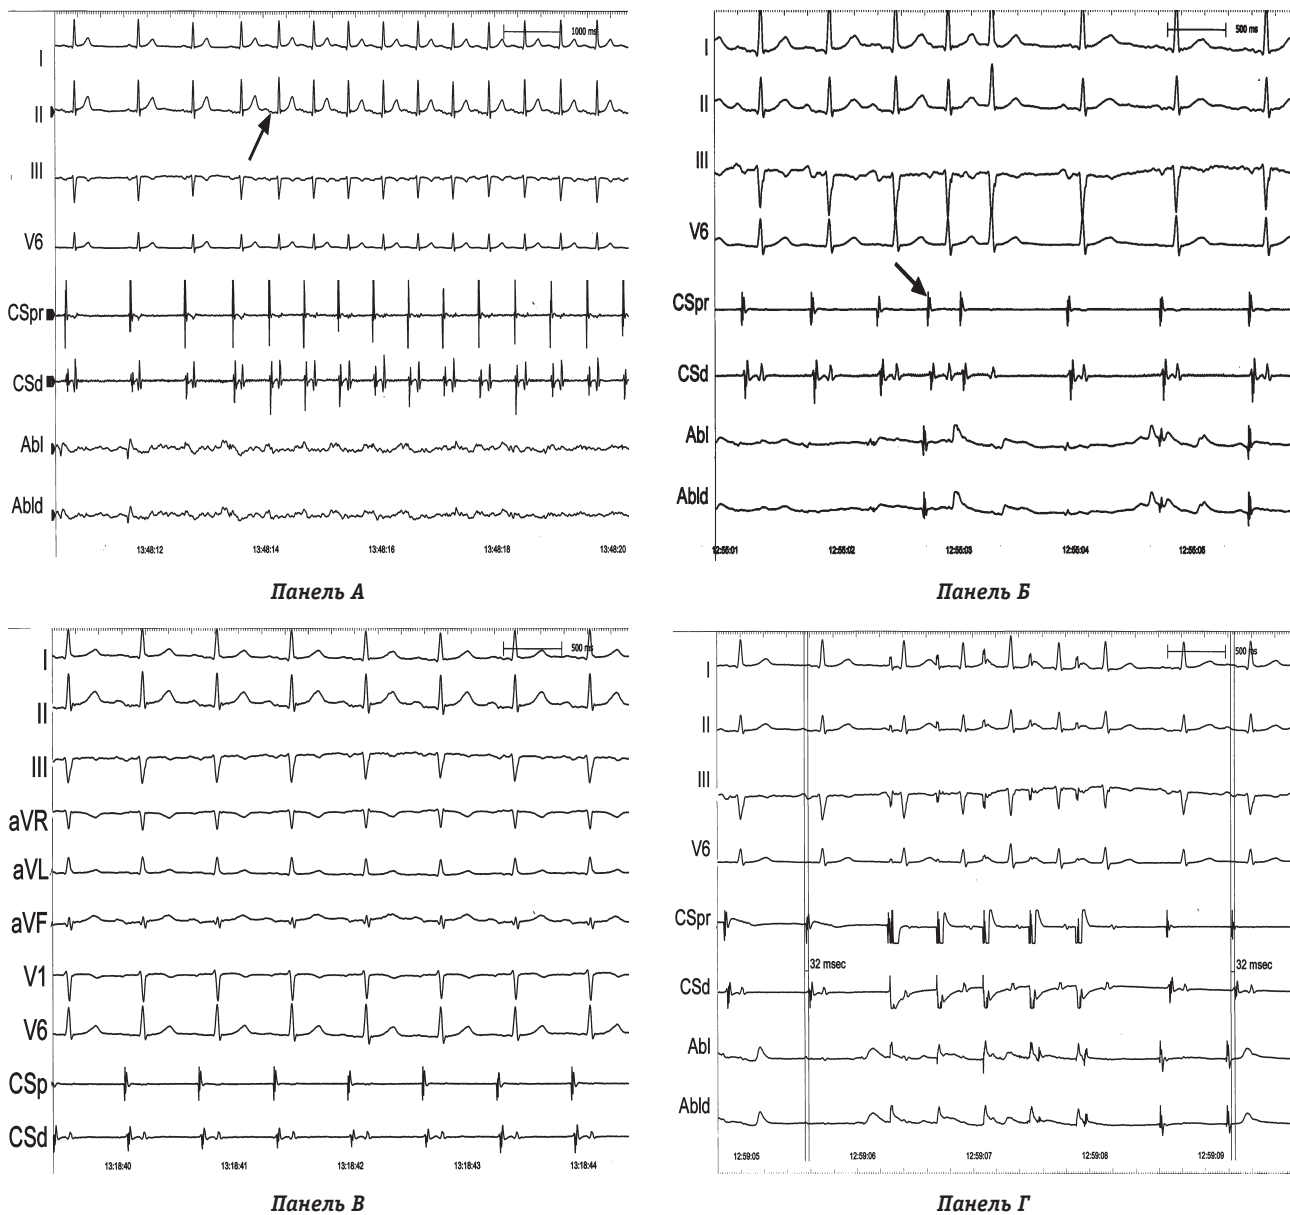 I
1000 ms
II
III
V6
CSpr
CSd
Abl
Abld
13:48:12 13:48:14 13:48:16 13:48:18 13:48:20
Панель А
I
500 ms
II
III
V6
CSpr
CSd
Abl
Abld
12:55:01 12:55:02 12:55:03 12:55:04 12:55:05
Панель Б
I
500 ms
II
III
aVR
aVL
aVF
V1
V6
CSp
CSd
13:18:40 13:18:41 13:18:42 13:18:43 13:18:44
Панель В
I
500 ms
II
III
V6
CSpr
32 msec 32 msec
CSd
Abl
Abld
12:59:05 12:59:06 12:59:07 12:59:08 12:59:09
Панель Г